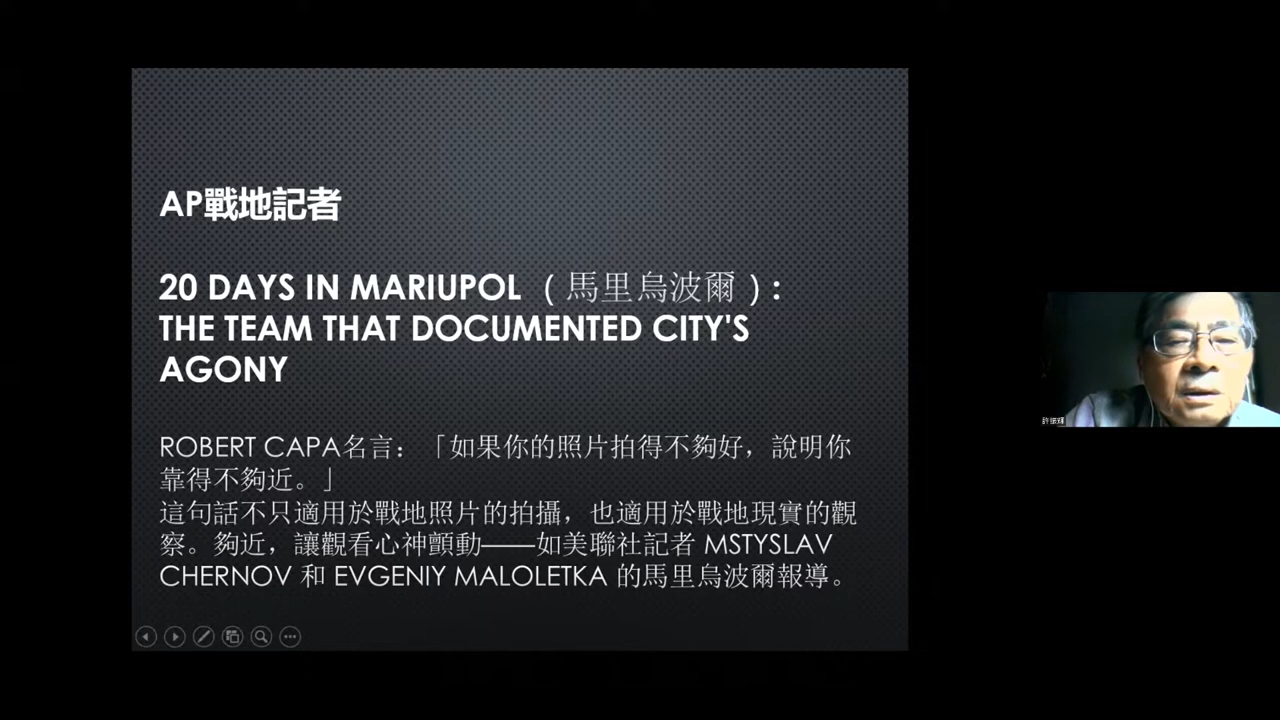 AP戰地記者
20 DAYS IN MARIUPOL （馬里烏波爾）:
THE TEAM THAT DOCUMENTED CITY'S
AGONY
ROBERT CAPA名言：「如果你的照片拍得不夠好，說明你
靠得不夠近。」
這句話不只適用於戰地照片的拍攝，也適用於戰地現實的觀
察。夠近，讓觀看心神顫動——如美聯社記者 MSTYSLAV
CHERNOV 和 EVGENIY MALOLETKA 的馬里烏波爾報導。